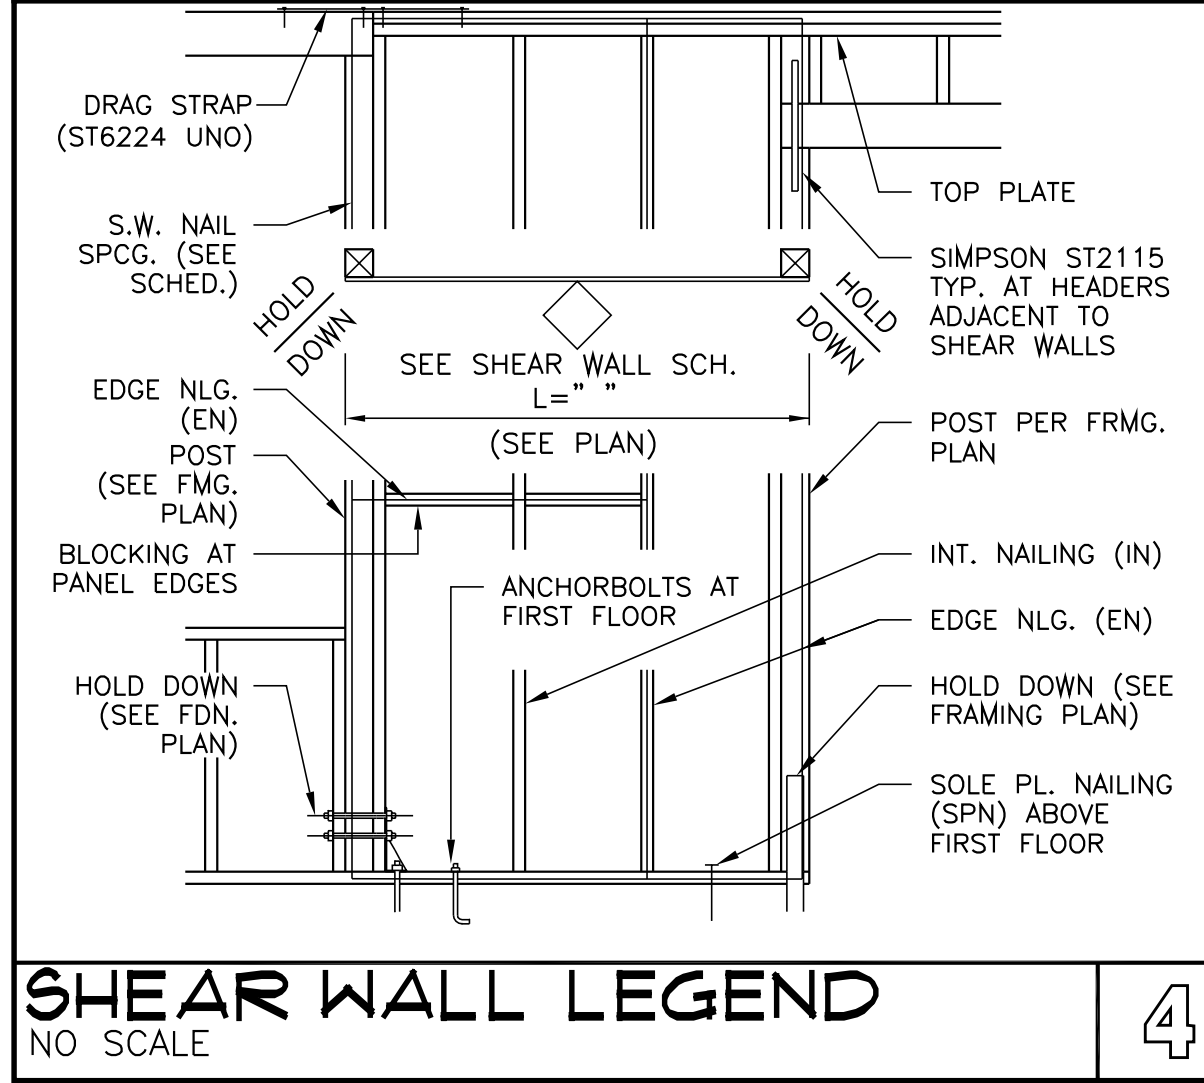 DRAG STRAP
(ST6224 UNO)
S.W. NAIL
SPCG. (SEE
SCHED.)
TOP PLATE
SIMPSON ST2115
TYP. AT HEADERS
ADJACENT TO
SHEAR WALLS
HOLD
DOWN
HOLD
DOWN
SEE SHEAR WALL SCH.
L=" "
(SEE PLAN)
EDGE NLG.
(EN)
POST
(SEE FMG.
PLAN)
BLOCKING AT
PANEL EDGES
POST PER FRMG.
PLAN
ANCHORBOLTS AT
FIRST FLOOR
INT. NAILING (IN)
EDGE NLG. (EN)
HOLD DOWN
(SEE FDN.
PLAN)
HOLD DOWN (SEE
FRAMING PLAN)
SOLE PL. NAILING
(SPN) ABOVE
FIRST FLOOR
SHEAR WALL LEGEND
NO SCALE
4